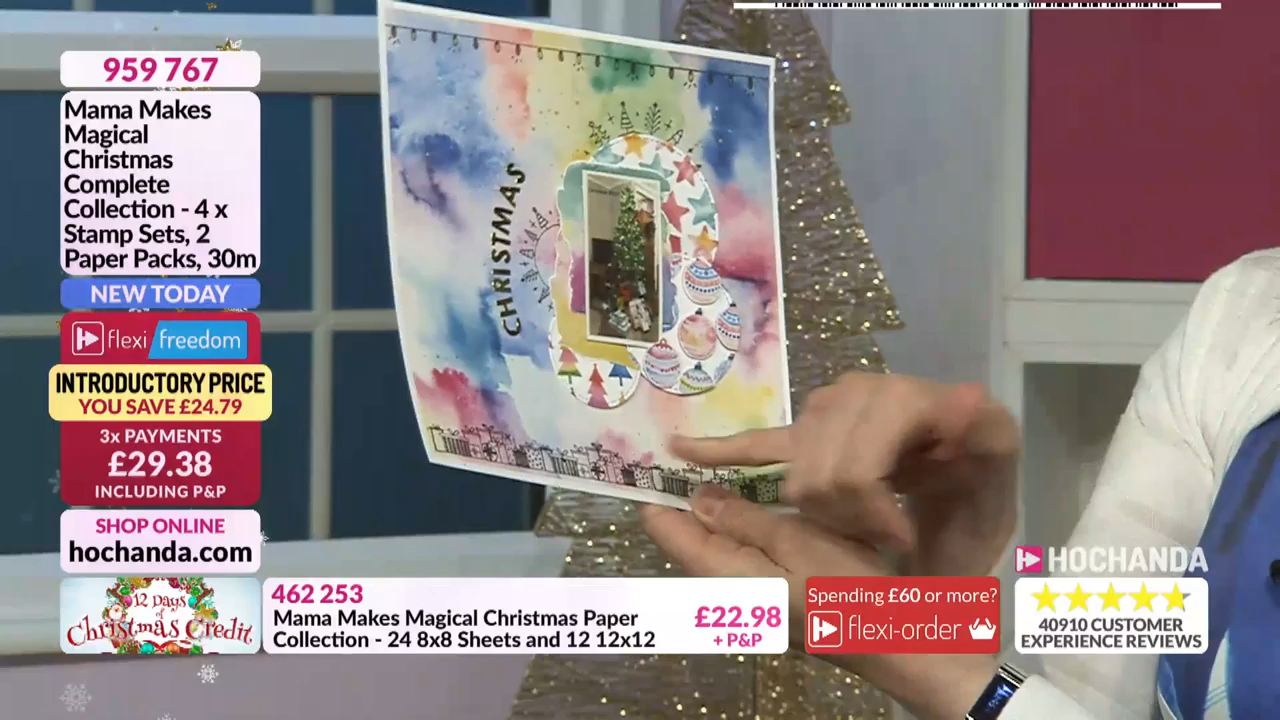 959 767
Mama Makes
Magical
Christmas
Complete
Collection - 4 x
Stamp Sets, 2
Paper Packs, 30m
NEW TODAY
flexi freedom
INTRODUCTORY PRICE
YOU SAVE £24.79
3x PAYMENTS
£29.38
INCLUDING P&P
SHOP ONLINE
hochanda.com
12 Days
of
Christmas Credit
462 253
Mama Makes Magical Christmas Paper
Collection - 24 8x8 Sheets and 12 12x12
£22.98
+ P&P
Spending £60 or more?
flexi-order
HOCHANDA
40910 CUSTOMER
EXPERIENCE REVIEWS
CHRISTMAS